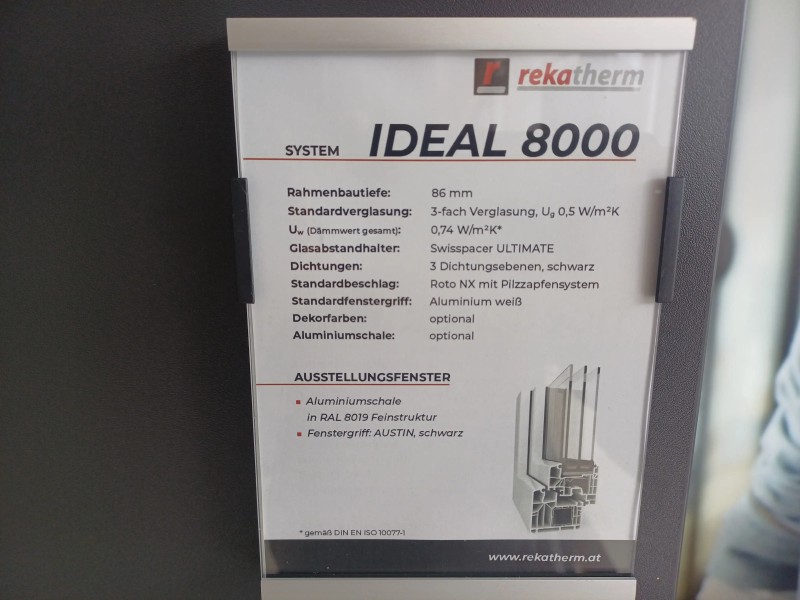 r rekatherm
SYSTEM IDEAL 8000
Rahmenbautiefe: 86 mm
Standardverglasung: 3-fach Verglasung, Ug 0,5 W/m²K
Uw (Dämmwert gesamt): 0,74 W/m²K*
Glasabstandhalter: Swisspacer ULTIMATE
Dichtungen: 3 Dichtungsebenen, schwarz
Standardbeschlag: Roto NX mit Pilzzapfensystem
Standardfenstergriff: Aluminium weiß
Dekorfarben: optional
Aluminiumschale: optional
AUSSTELLUNGSFENSTER
Aluminiumschale
in RAL 8019 Feinstruktur
Fenstergriff: AUSTIN, schwarz
* gemäß DIN EN ISO 10077-1
www.rekatherm.at